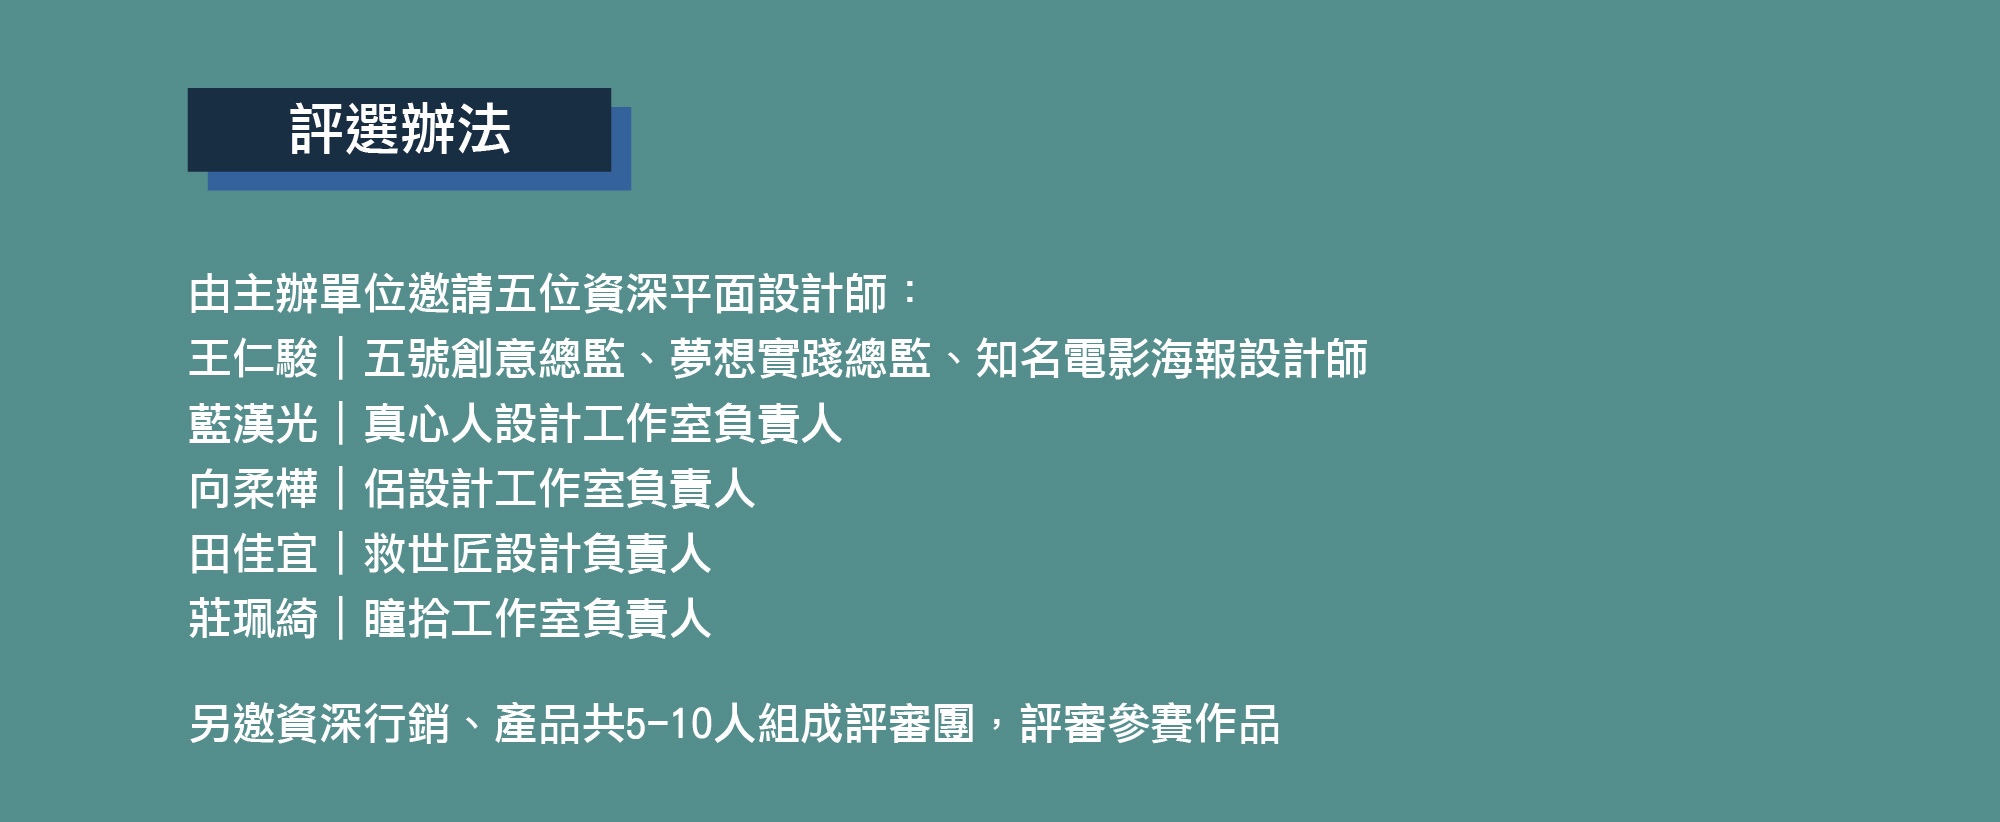 評選辦法
由主辦單位邀請五位資深平面設計師：
王仁駿｜五號創意總監、夢想實踐總監、知名電影海報設計師
藍漢光｜真心人設計工作室負責人
向柔樺｜侶設計工作室負責人
田佳宜｜救世匠設計負責人
莊珮綺｜瞳拾工作室負責人
另邀資深行銷、產品共5-10人組成評審團，評審參賽作品